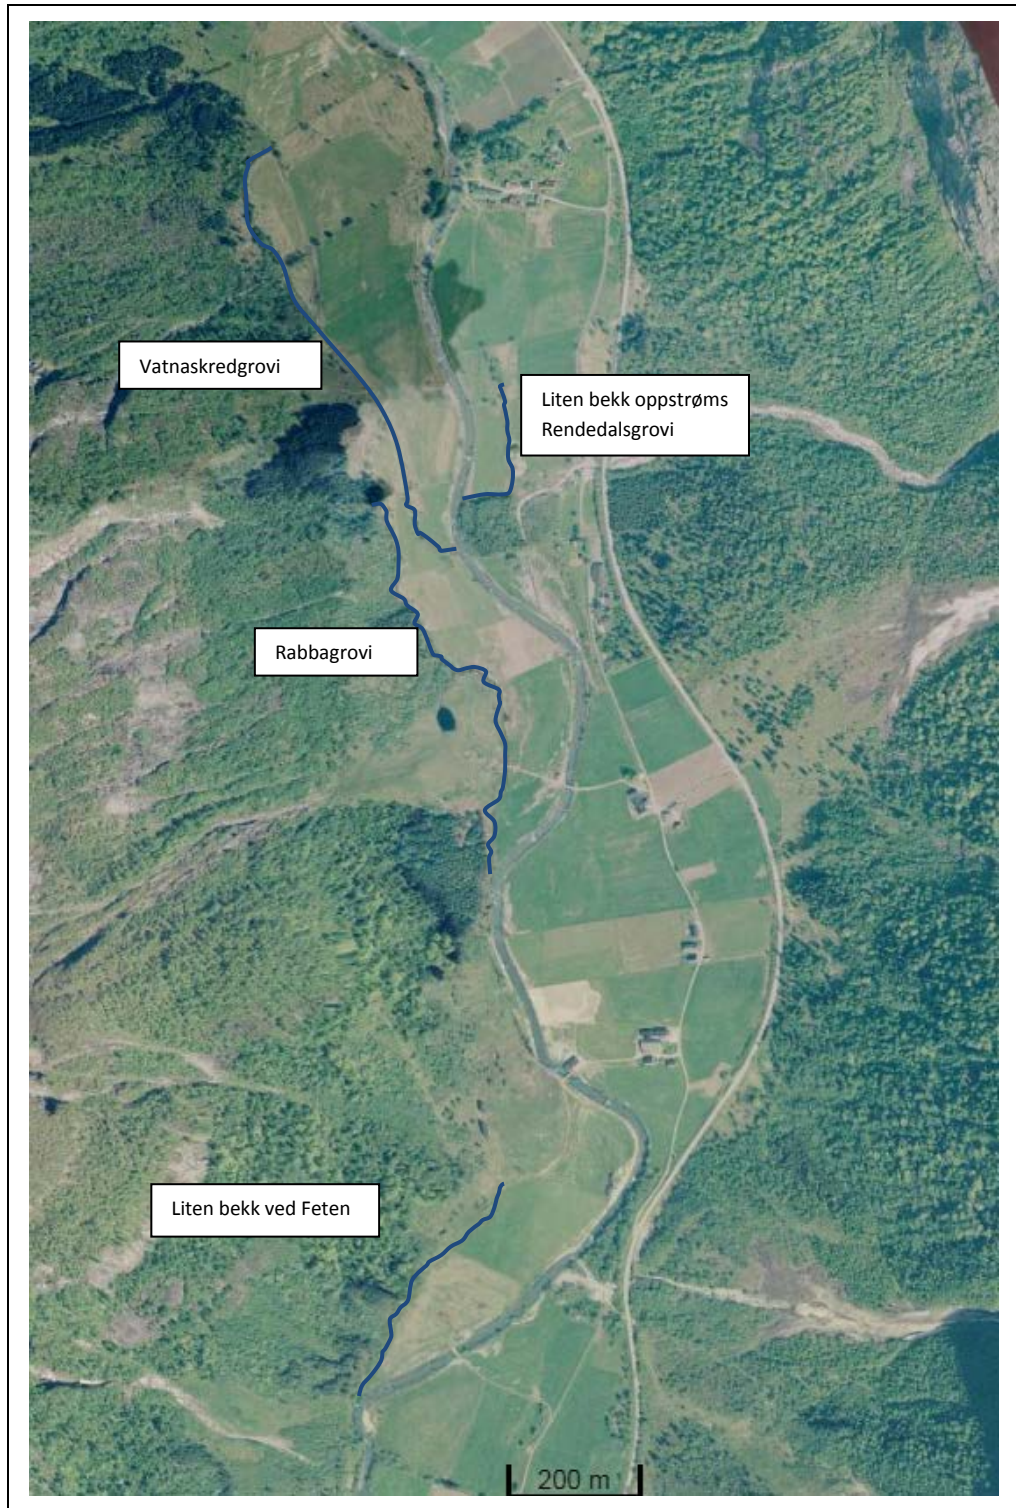 Vatnaskredgrovi
Liten bekk oppstrøms
Rendedalsgrovi
Rabbagrovi
Liten bekk ved Feten
200 m